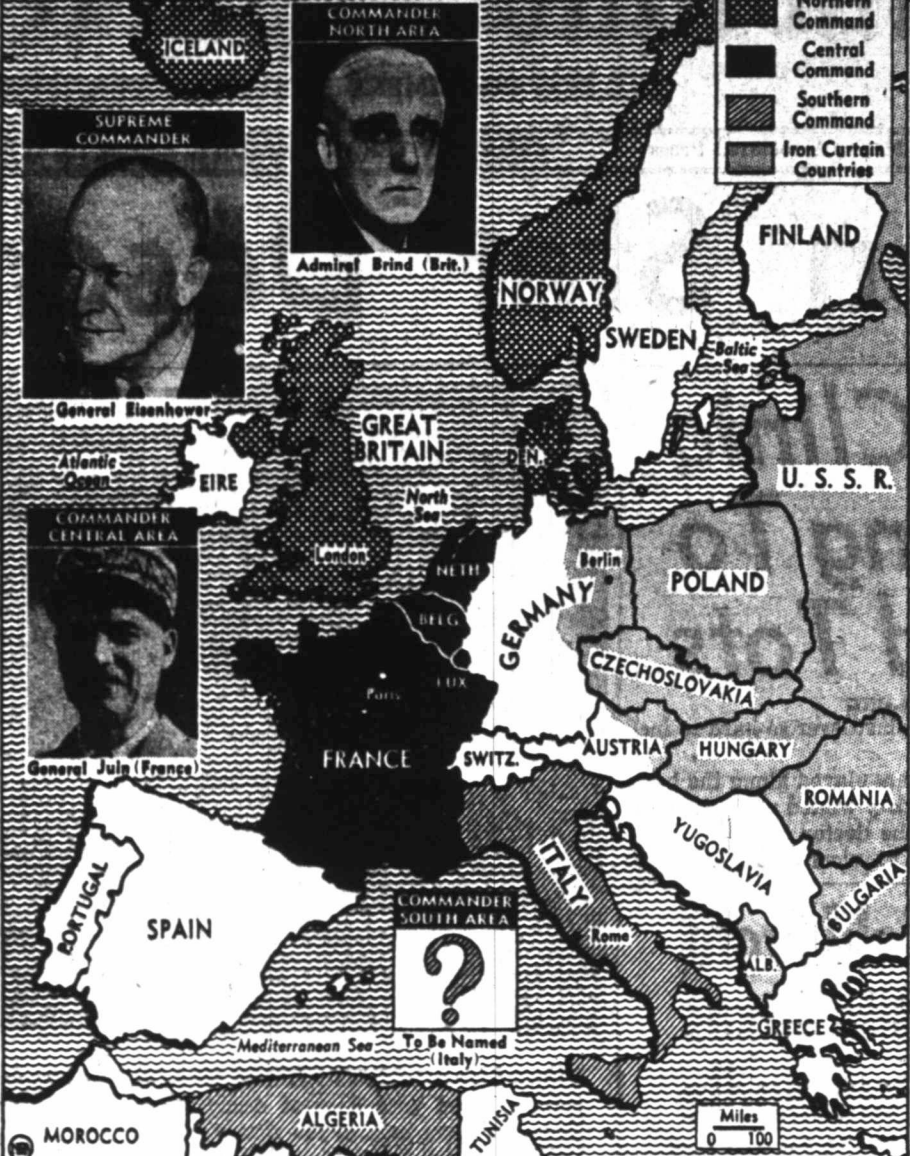 Northern
Command
Central
Command
Southern
Command
Iron Curtain
Countries
COMMANDER
NORTH AREA
Admiral Brind (Brit.)
SUPREME
COMMANDER
General Eisenhower
COMMANDER
CENTRAL AREA
General Juin (France)
COMMANDER
SOUTH AREA
?
To Be Named
(Italy)
ICELAND
FINLAND
NORWAY
SWEDEN
Baltic
Sea
GREAT
BRITAIN
DEN.
Atlantic
Ocean
EIRE
North
Sea
U. S. S. R.
London
NETH
Berlin
POLAND
BELG.
GERMANY
LUX
CZECHOSLOVAKIA
Paris
FRANCE
SWITZ.
AUSTRIA
HUNGARY
ROMANIA
YUGOSLAVIA
ITALY
PORTUGAL
SPAIN
BULGARIA
Rome
ALB.
GREECE
Mediterranean Sea
ALGERIA
TUNISIA
MOROCCO
Miles
0 100